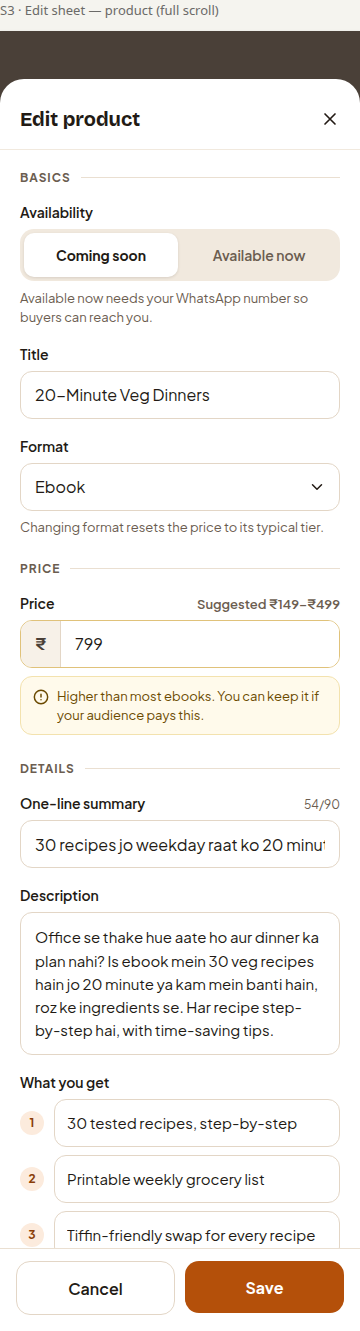 S3 · Edit sheet — product (full scroll)
Edit product
BASICS
Availability
Coming soon
Available now
Available now needs your WhatsApp number so
buyers can reach you.
Title
20–Minute Veg Dinners
Format
Ebook
Changing format resets the price to its typical tier.
PRICE
Price
Suggested ₹149–₹499
₹
799
Higher than most ebooks. You can keep it if
your audience pays this.
DETAILS
One-line summary
54/90
30 recipes jo weekday raat ko 20
Description
Office se thake hue aate ho aur dinner ka
plan nahi? Is ebook mein 30 veg recipes
hain jo 20 minute ya kam mein banti hain,
roz ke ingredients se. Har recipe step-
by-step hai, with time-saving tips.
What you get
1
30 tested recipes, step-by-step
2
Printable weekly grocery list
3
Tiffin-friendly swap for every recipe
Cancel
Save